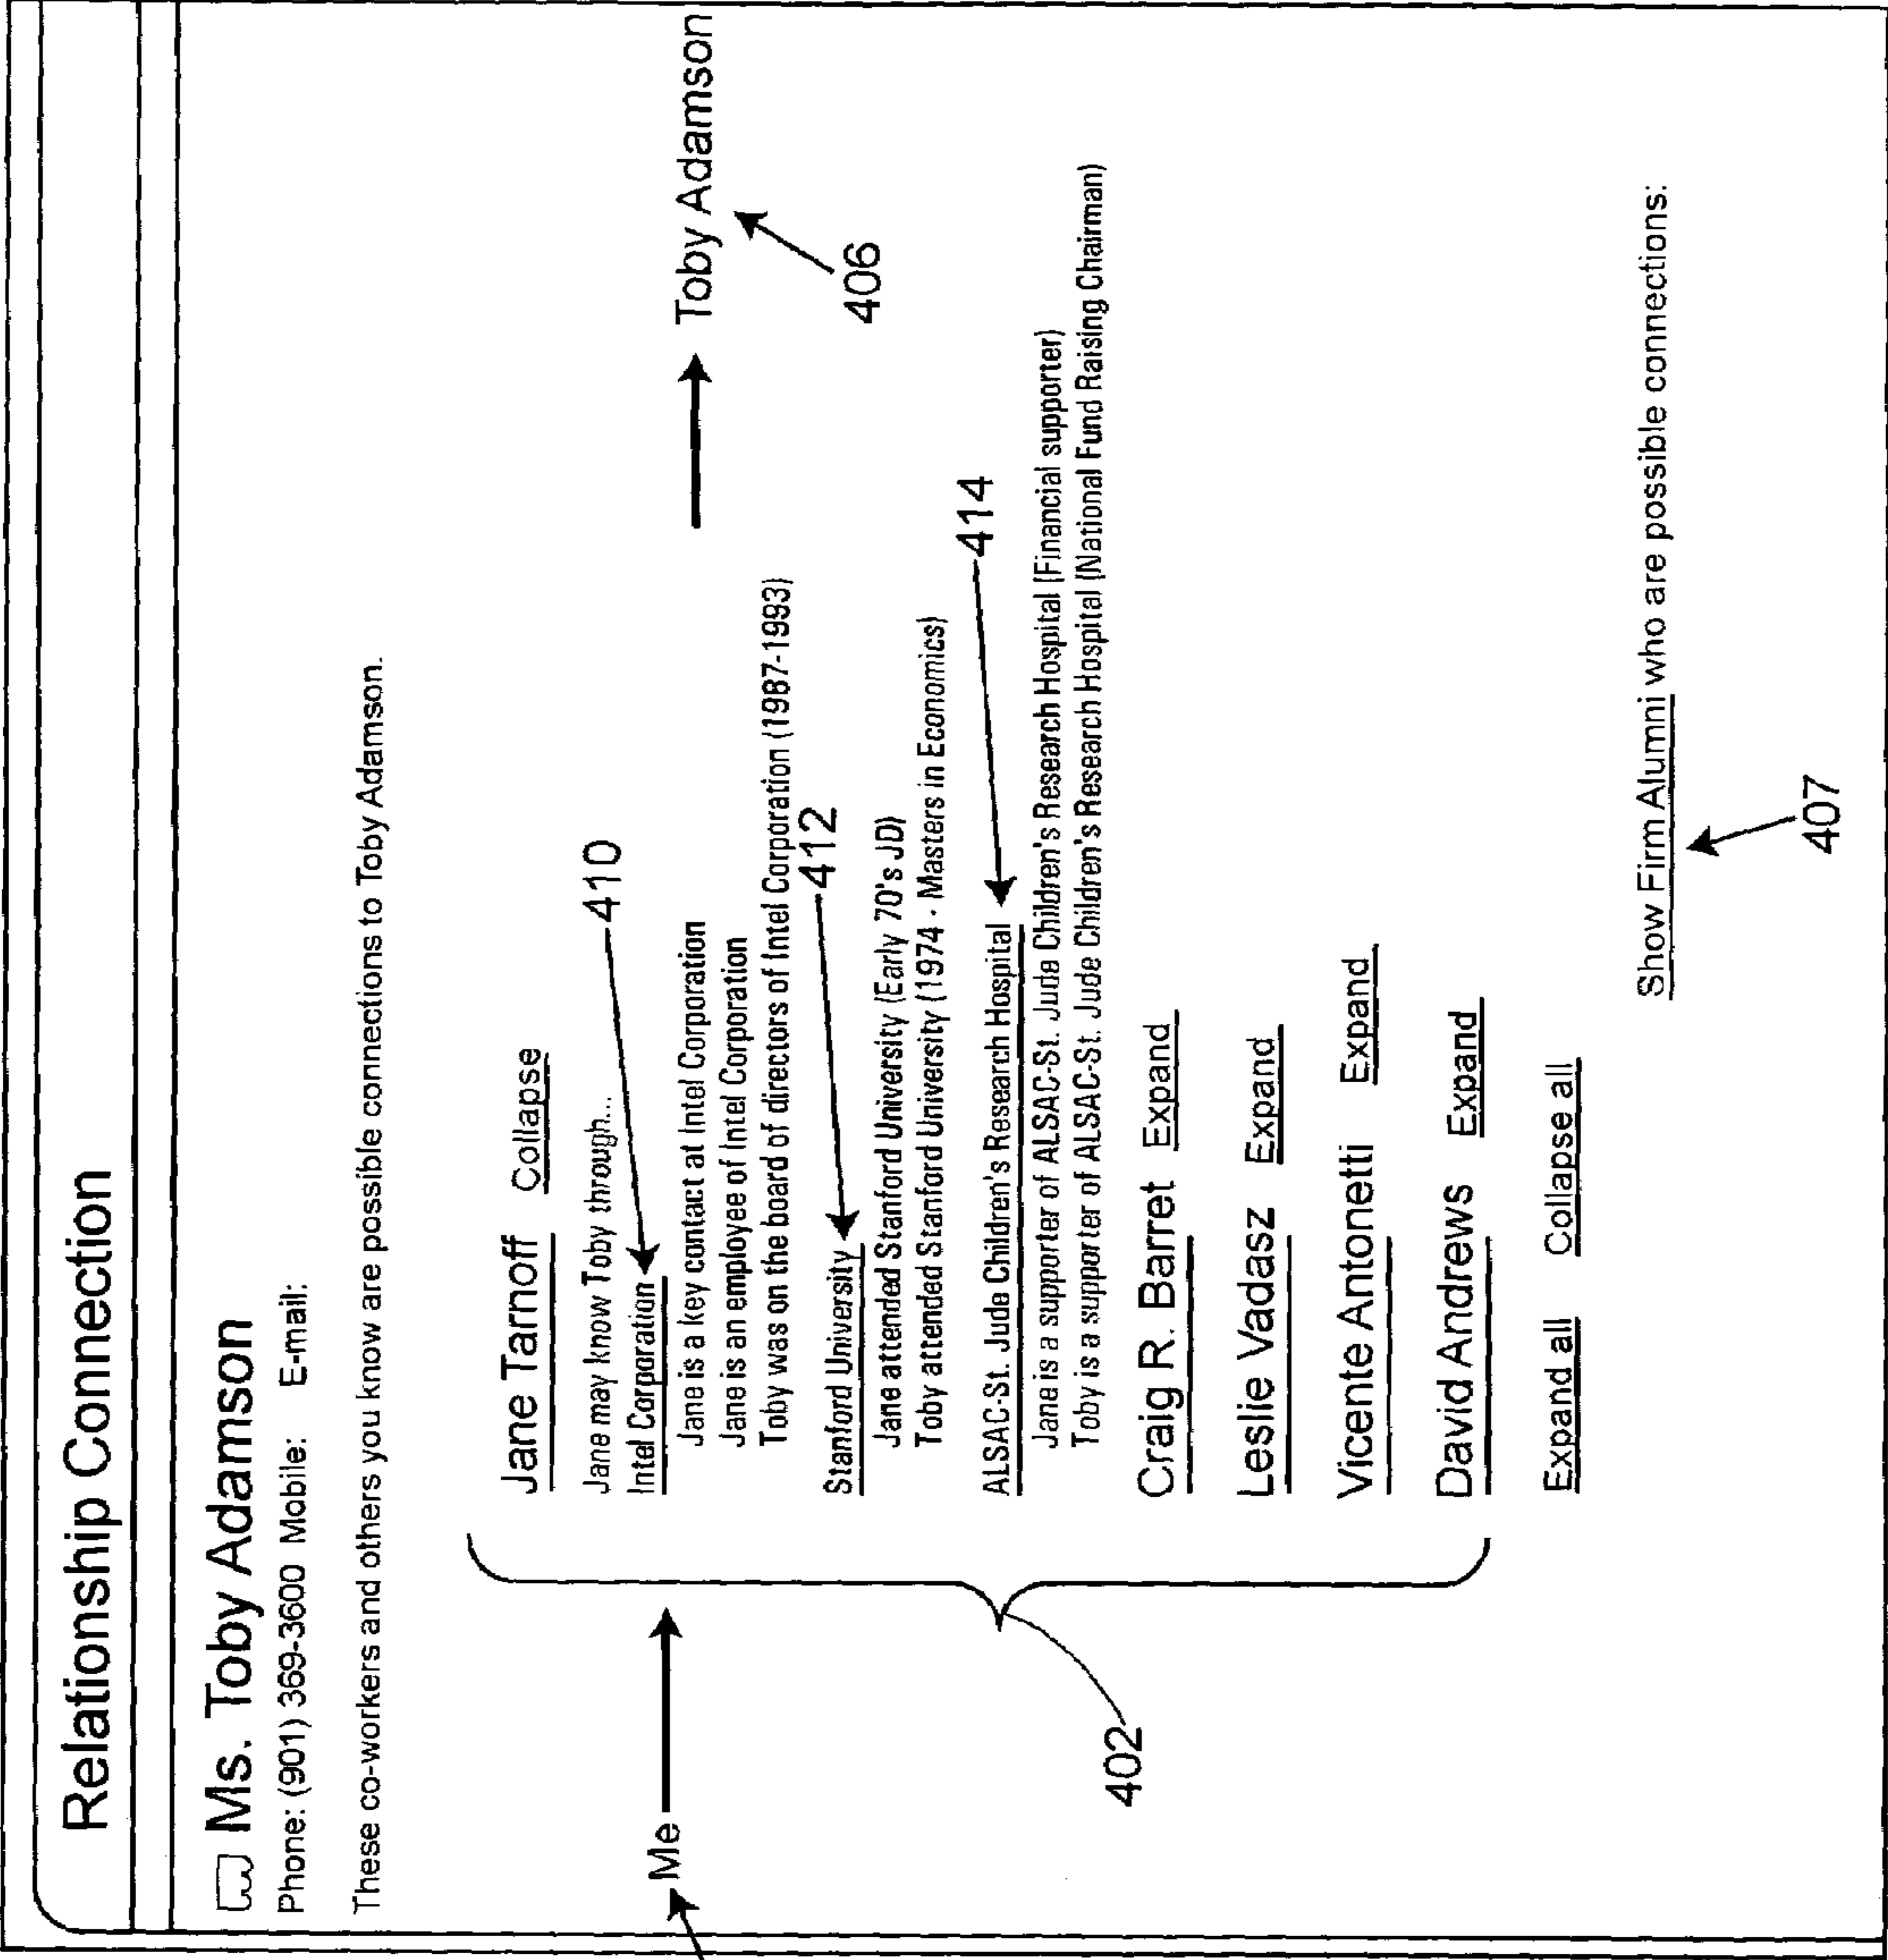 Relationship Connection
Ms. Toby Adamson
Phone: (901) 369-3600 Mobile: E-mail:
These co-workers and others you know are possible connections to Toby Adamson.
Me
Jane Tarnoff Collapse
Jane may know Toby through...
410
Intel Corporation
Jane is a key contact at Intel Corporation
Jane is an employee of Intel Corporation
Toby was on the board of directors of Intel Corporation (1987-1993)
Toby Adamson
406
412
Stanford University
Jane attended Stanford University (Early 70's JD)
Toby attended Stanford University (1974 - Masters in Economics)
414
ALSAC-St. Jude Children's Research Hospital
Jane is a supporter of ALSAC-St. Jude Children's Research Hospital (Financial supporter)
Toby is a supporter of ALSAC-St. Jude Children's Research Hospital (National Fund Raising Chairman)
402
Craig R. Barret Expand
Leslie Vadasz Expand
Vicente Antonetti Expand
David Andrews Expand
Expand all Collapse all
Show Firm Alumni who are possible connections:
407